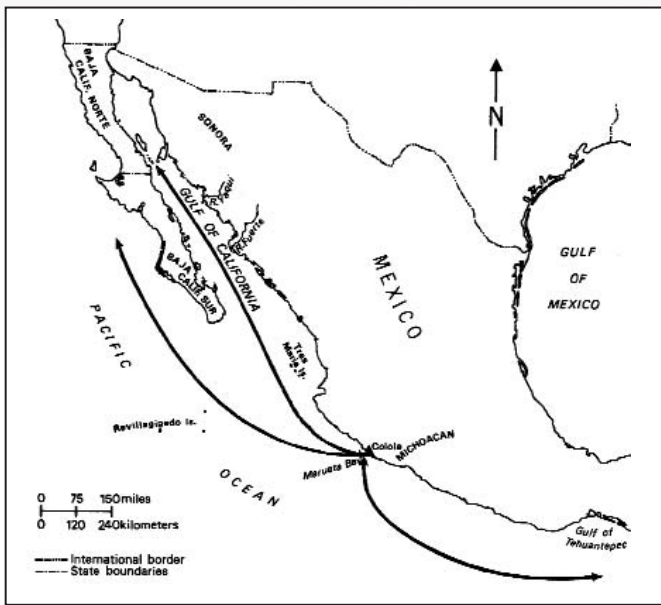 BAJA
CALIF. NORTE
SONORA
N
R. Yaqui
R. Fuerte
GULF OF CALIFORNIA
BAJA
CALIF. SUR
MEXICO
GULF
OF
MEXICO
PACIFIC
OCEAN
Tres
Maria Is.
Revillagigedo Is.
Colola
MICHOACAN
Maruata Bay
0 75 150 miles
0 120 240 kilometers
Gulf of
Tehuantepec
International border
State boundaries